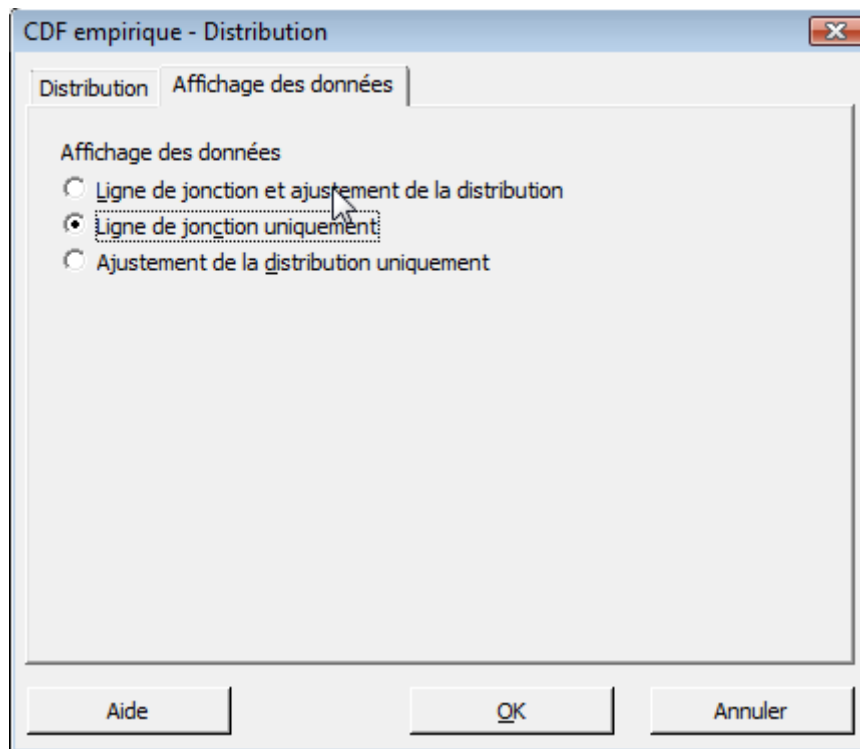 CDF empirique - Distribution
Distribution Affichage des données
Affichage des données
Ligne de jonction et ajustement de la distribution
Ligne de jonction uniquement
Ajustement de la distribution uniquement
Aide OK Annuler